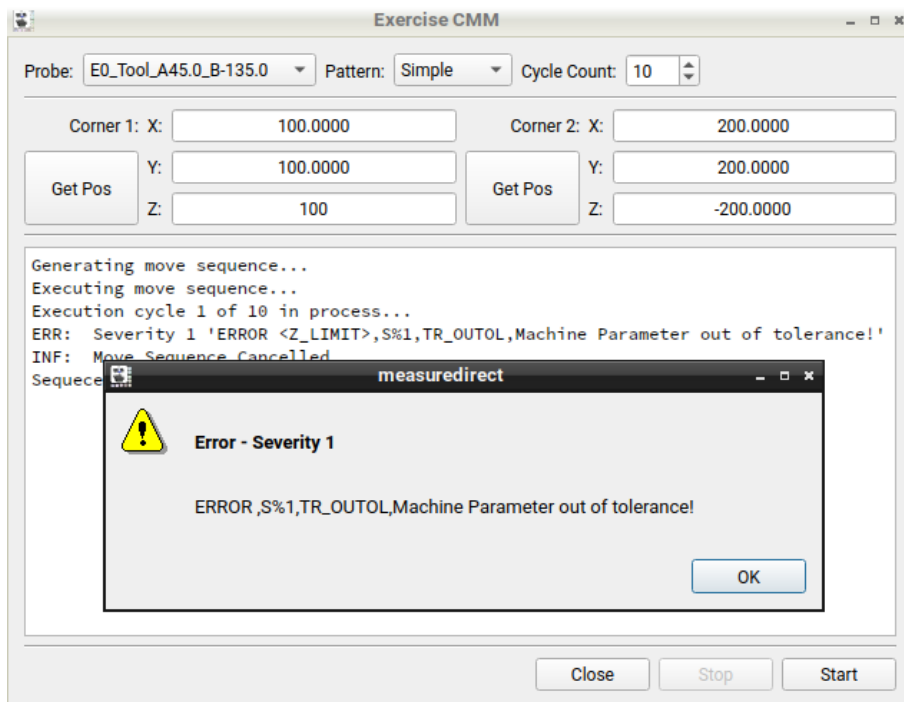 Exercise CMM
Probe: E0_Tool_A45.0_B-135.0 Pattern: Simple Cycle Count: 10
Corner 1: X: 100.0000 Corner 2: X: 200.0000
Get Pos Y: 100.0000 Get Pos Y: 200.0000
Z: 100 Z: -200.0000
Generating move sequence...
Executing move sequence...
Execution cycle 1 of 10 in process...
ERR: Severity 1 'ERROR <Z_LIMIT>,S%1,TR_OUTOL,Machine Parameter out of tolerance!'
INF: Move Sequence Cancelled
Sequece
measuredirect
Error - Severity 1
ERROR ,S%1,TR_OUTOL,Machine Parameter out of tolerance!
OK
Close Stop Start